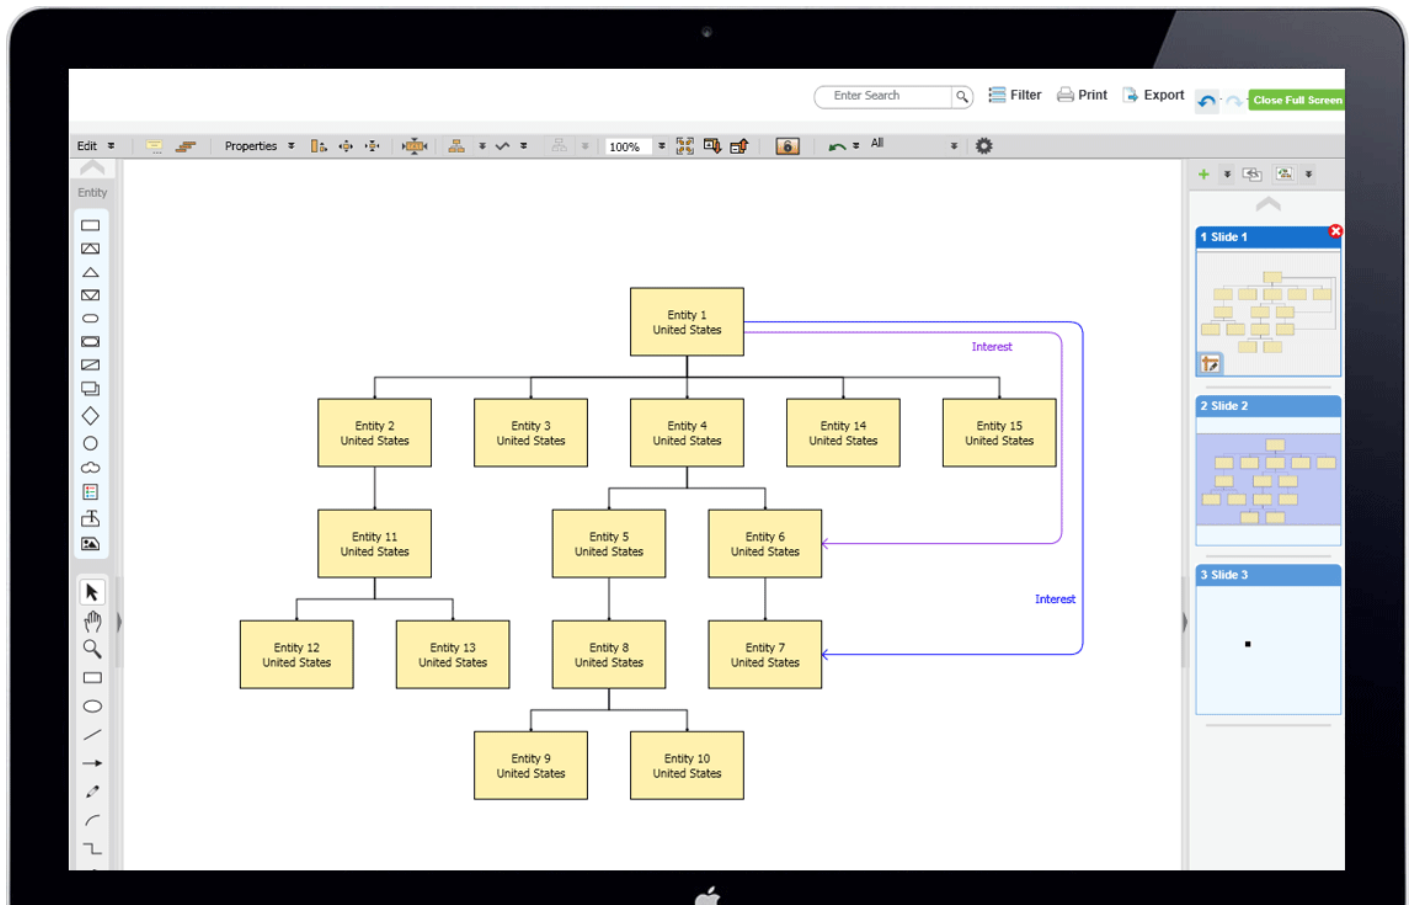 Enter Search
Filter
Print
Export
Close Full Screen
Edit
Properties
100%
All
Entity
1 Slide 1
2 Slide 2
3 Slide 3
Entity 1
United States
Interest
Entity 2
United States
Entity 3
United States
Entity 4
United States
Entity 14
United States
Entity 15
United States
Entity 11
United States
Entity 5
United States
Entity 6
United States
Interest
Entity 12
United States
Entity 13
United States
Entity 8
United States
Entity 7
United States
Entity 9
United States
Entity 10
United States